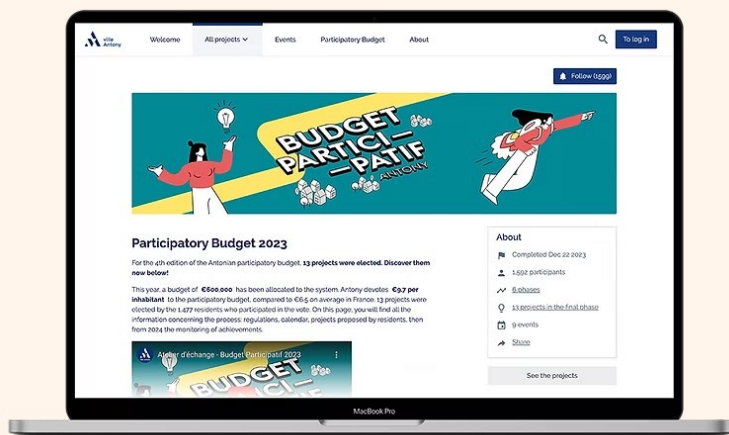 ville
Antony
Welcome
All projects
Events
Participatory Budget
About
To log in
Follow (1599)
BUDGET
PARTICI-
-PATIF
ANTONY
Participatory Budget 2023
For the 4th edition of the Antonian participatory budget, 13 projects were elected. Discover them
now below!
This year, a budget of €600,000 has been allocated to the system. Antony devotes €9.7 per
inhabitant to the participatory budget, compared to €6.5 on average in France. 13 projects were
elected by the 1,477 residents who participated in the vote. On this page, you will find all the
information concerning the process: regulations, calendar, projects proposed by residents, then
from 2024 the monitoring of achievements.
Atelier d'échange - Budget Participatif 2023
BUDGET
About
Completed Dec 22 2023
1,592 participants
6 phases
13 projects in the final phase
9 events
Share
See the projects
MacBook Pro